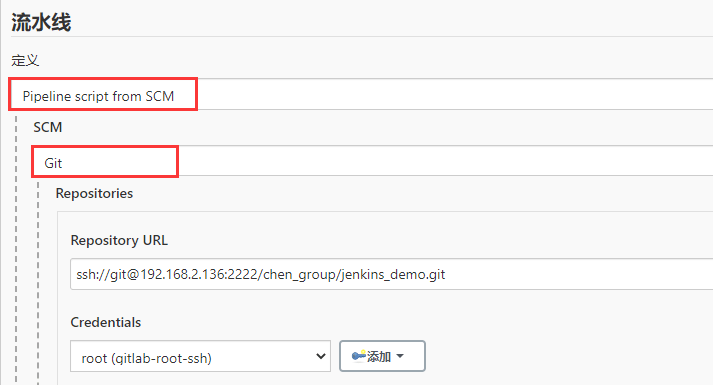 流水线
定义
Pipeline script from SCM
SCM
Git
Repositories
Repository URL
ssh://git@192.168.2.136:2222/chen_group/jenkins_demo.git
Credentials
root (gitlab-root-ssh)
添加